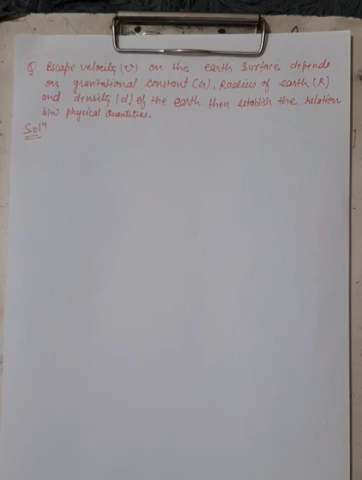 Q Escape velocity (v) on the earth surface depends
on gravitational constant (G), Radius of earth (R)
and density (d) of the earth then establish the relation
b/w physical Quantities.
Solⁿ